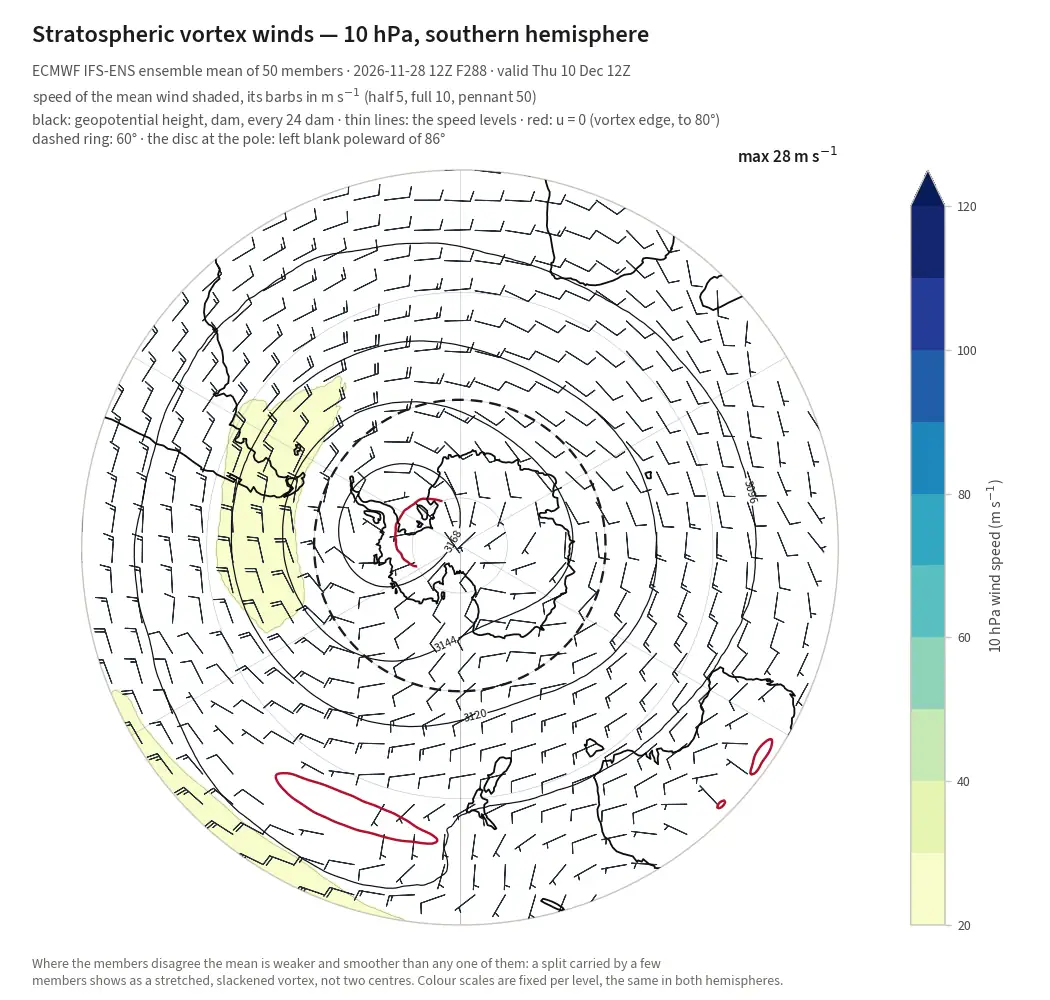 Stratospheric vortex winds — 10 hPa, southern hemisphere
ECMWF IFS-ENS ensemble mean of 50 members · 2026-11-28 12Z F288 · valid Thu 10 Dec 12Z
speed of the mean wind shaded, its barbs in m s⁻¹ (half 5, full 10, pennant 50)
black: geopotential height, dam, every 24 dam · thin lines: the speed levels · red: u = 0 (vortex edge, to 80°)
dashed ring: 60° · the disc at the pole: left blank poleward of 86°
max 28 m s⁻¹
120
100
80
60
40
20
10 hPa wind speed (m s⁻¹)
3096
3168
3144
3120
Where the members disagree the mean is weaker and smoother than any one of them: a split carried by a few
members shows as a stretched, slackened vortex, not two centres. Colour scales are fixed per level, the same in both hemispheres.